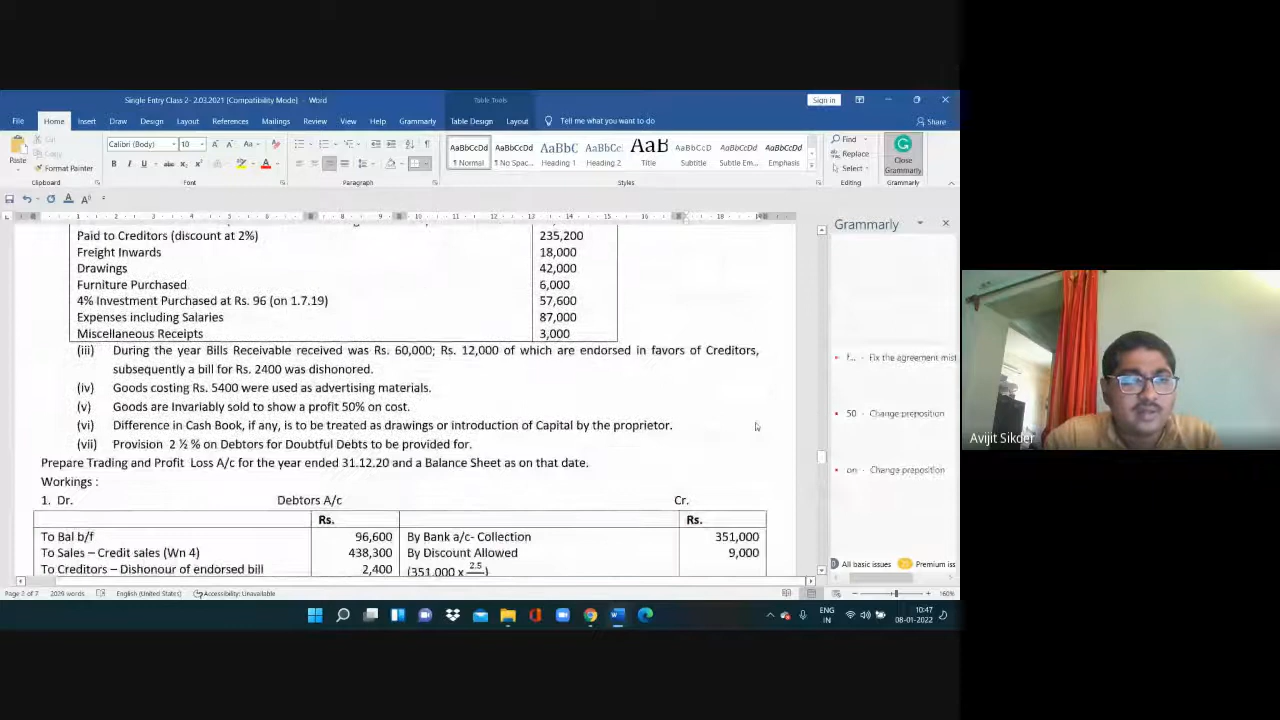 Single Entry Class 2- 2.03.2021 [Compatibility Mode] - Word
Table Tools
Sign in
File Home Insert Draw Design Layout References Mailings Review View Help Grammarly Table Design Layout Tell me what you want to do Share
Paste
Cut
Copy
Format Painter
Calibri (Body) 10
AaBbCcDd AaBbCcDd AaBbC AaBbCc AaB AaBbCcD AaBbCcDd AaBbCcDd
¶ Normal ¶ No Spac... Heading 1 Heading 2 Title Subtitle Subtle Em... Emphasis
Find
Replace
Select
Close
Grammarly
Clipboard Font Paragraph Styles Editing Grammarly
Paid to Creditors (discount at 2%) 235,200
Freight Inwards 18,000
Drawings 42,000
Furniture Purchased 6,000
4% Investment Purchased at Rs. 96 (on 1.7.19) 57,600
Expenses including Salaries 87,000
Miscellaneous Receipts 3,000
(iii) During the year Bills Receivable received was Rs. 60,000; Rs. 12,000 of which are endorsed in favors of Creditors,
subsequently a bill for Rs. 2400 was dishonored.
(iv) Goods costing Rs. 5400 were used as advertising materials.
(v) Goods are Invariably sold to show a profit 50% on cost.
(vi) Difference in Cash Book, if any, is to be treated as drawings or introduction of Capital by the proprietor.
(vii) Provision 2 ½ % on Debtors for Doubtful Debts to be provided for.
Prepare Trading and Profit Loss A/c for the year ended 31.12.20 and a Balance Sheet as on that date.
Workings :
1. Dr. Debtors A/c Cr.
Rs. Rs.
To Bal b/f 96,600 By Bank a/c- Collection 351,000
To Sales – Credit sales (Wn 4) 438,300 By Discount Allowed 9,000
To Creditors – Dishonour of endorsed bill 2,400 (351,000 x 2.5
Grammarly
f... Fix the agreement mist
50 Change preposition
on Change preposition
All basic issues Premium iss
Page 2 of 7 2029 words English (United States) Accessibility: Unavailable 160%
ENG
IN
10:47
08-01-2022
Avijit Sikder